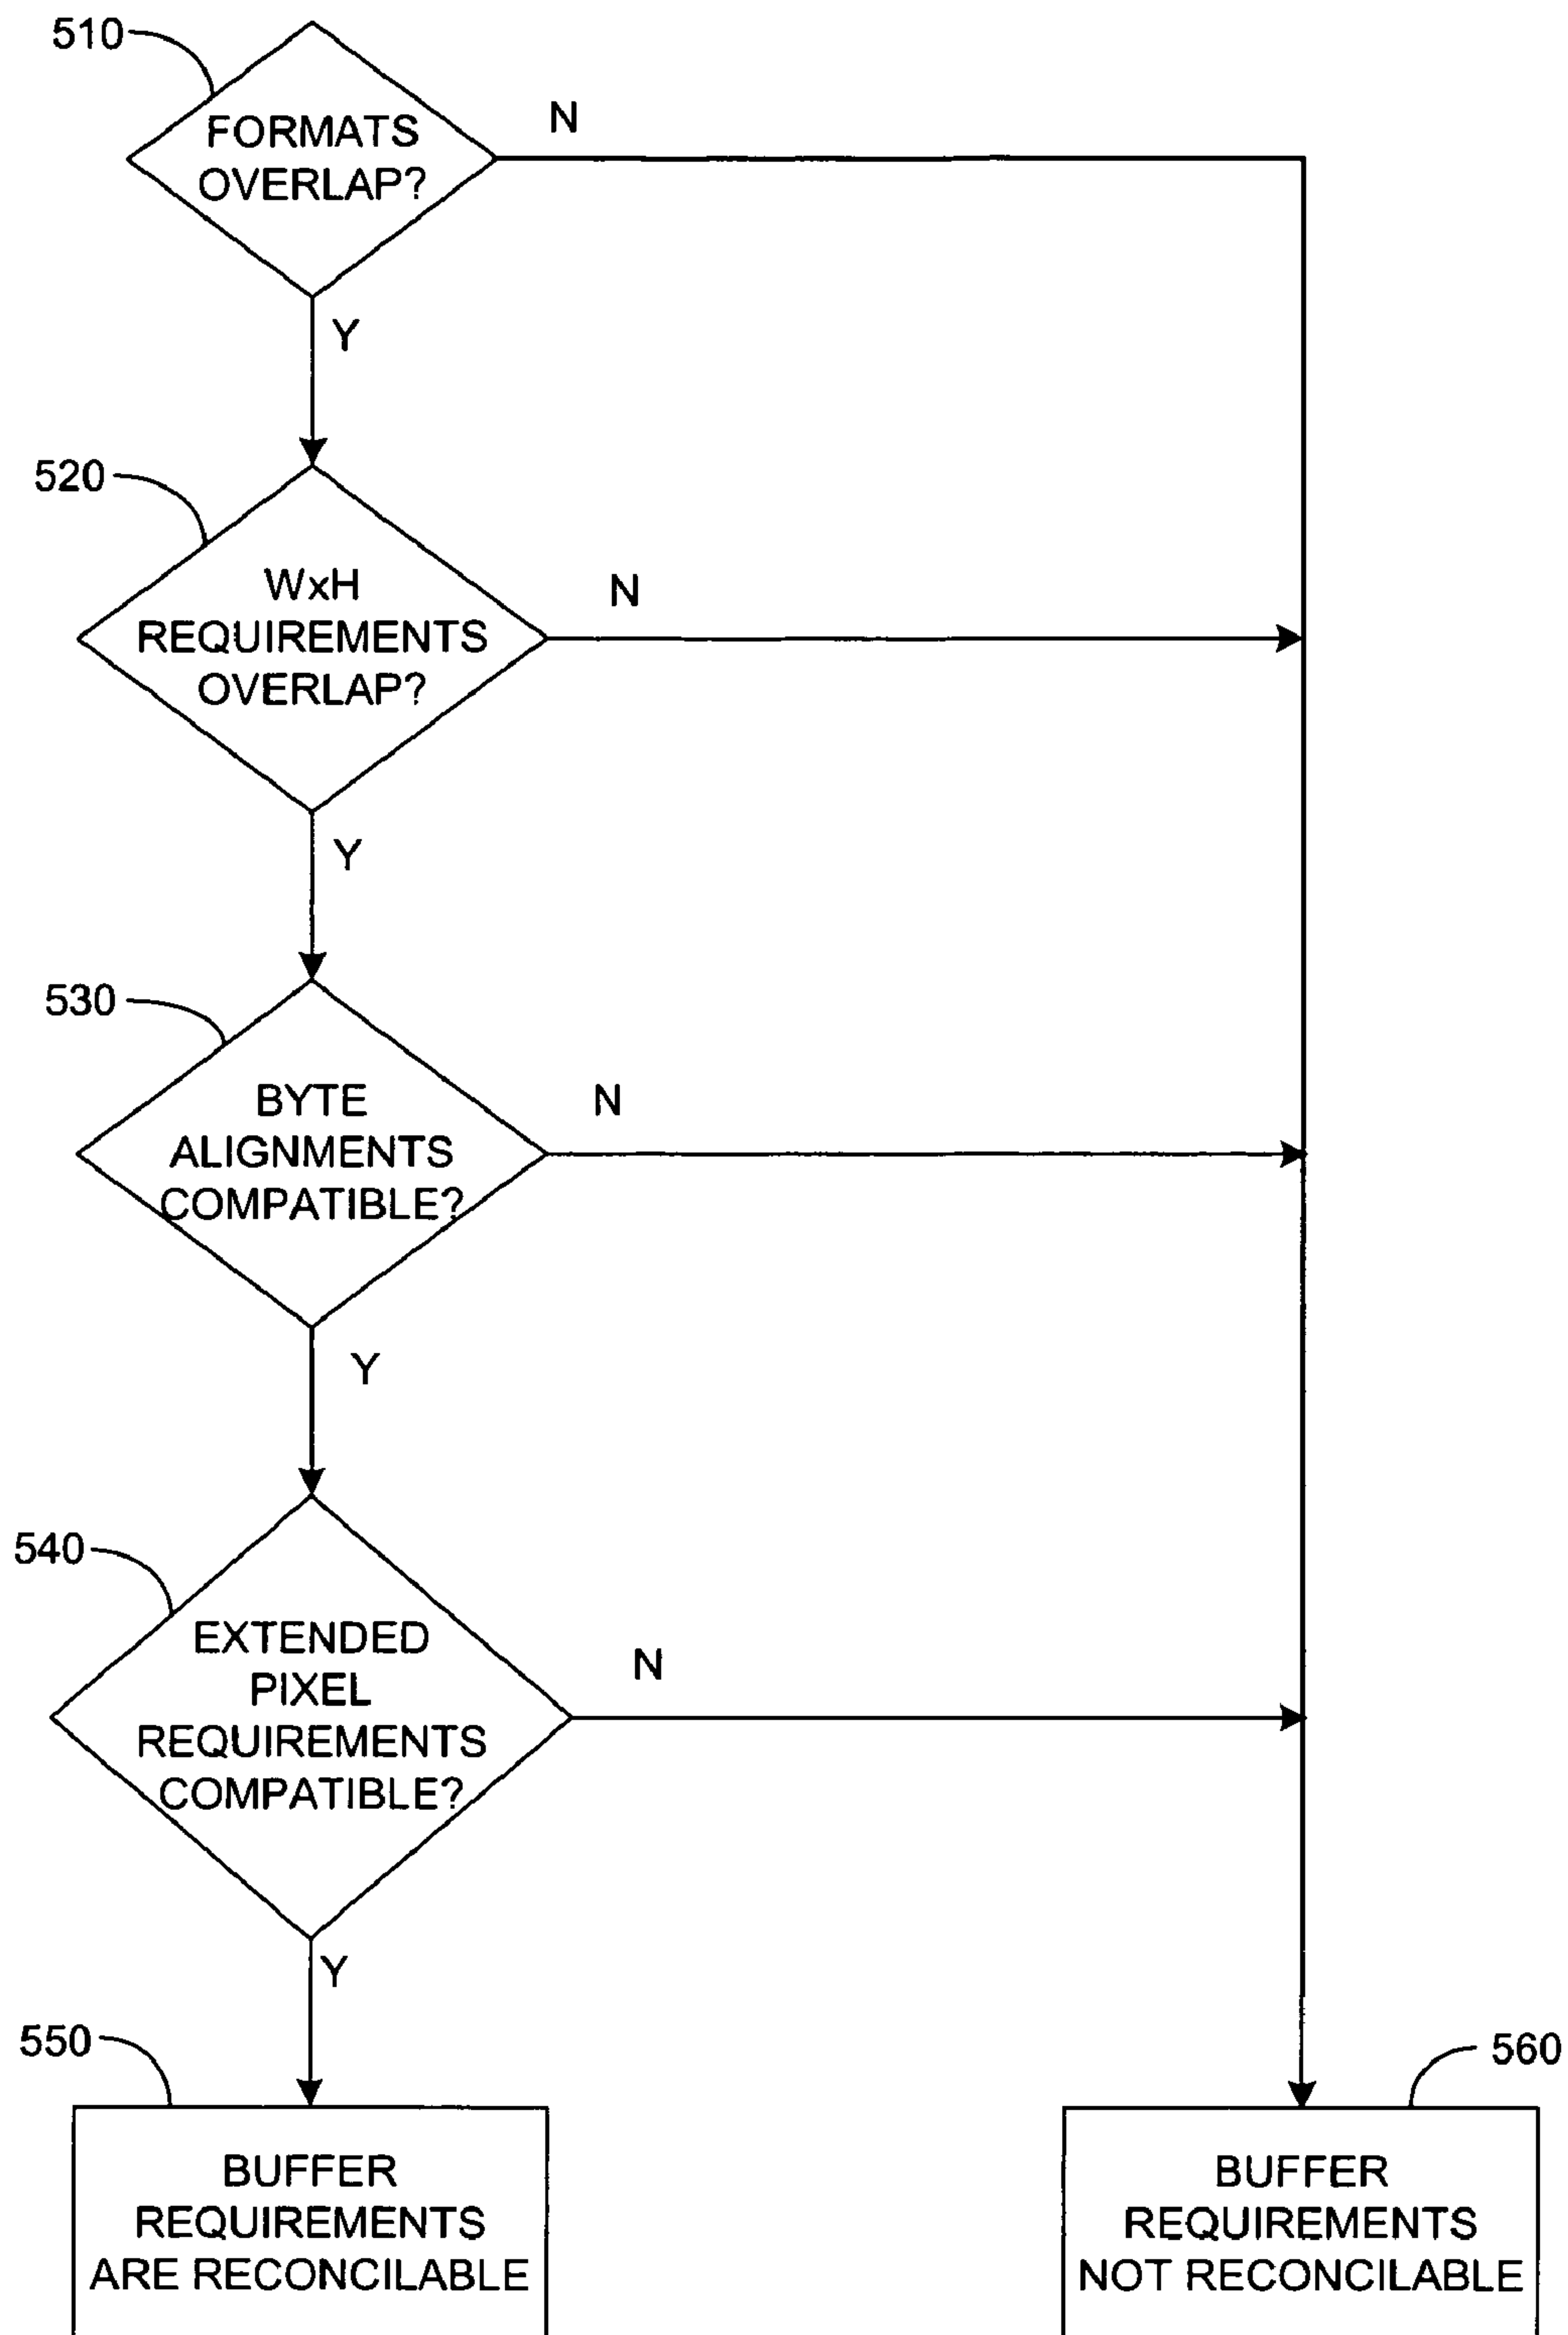 510
FORMATS
OVERLAP?
N
Y
520
WxH
REQUIREMENTS
OVERLAP?
N
Y
530
BYTE
ALIGNMENTS
COMPATIBLE?
N
Y
540
EXTENDED
PIXEL
REQUIREMENTS
COMPATIBLE?
N
Y
550
BUFFER
REQUIREMENTS
ARE RECONCILABLE
560
BUFFER
REQUIREMENTS
NOT RECONCILABLE